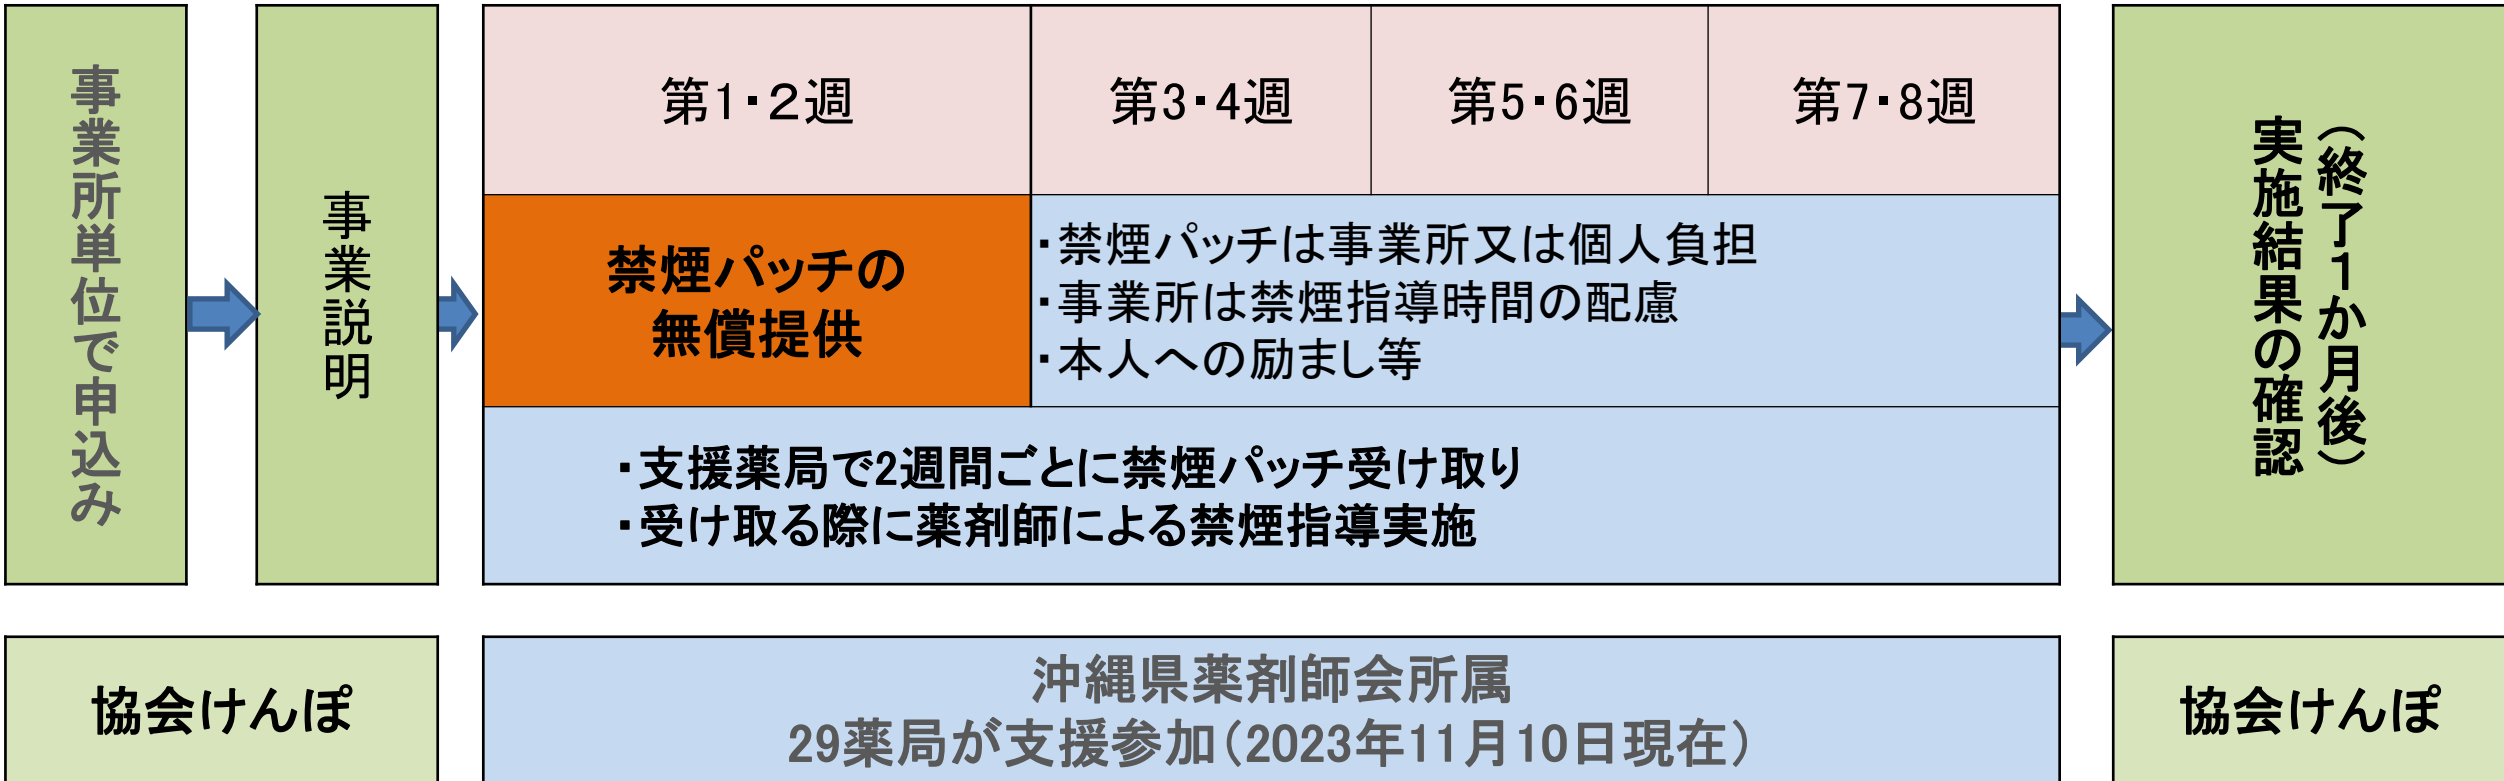 事業所単位で申込み
事業説明
第1・2週
第3・4週
第5・6週
第7・8週
禁煙パッチの
無償提供
・禁煙パッチは事業所又は個人負担
・事業所は禁煙指導時間の配慮
・本人への励まし等
・支援薬局で2週間ごとに禁煙パッチ受け取り
・受け取る際に薬剤師による禁煙指導実施
（終了１か月後）
実施結果の確認
協会けんぽ
沖縄県薬剤師会所属
29薬局が支援参加(2023年11月10日現在)
協会けんぽ